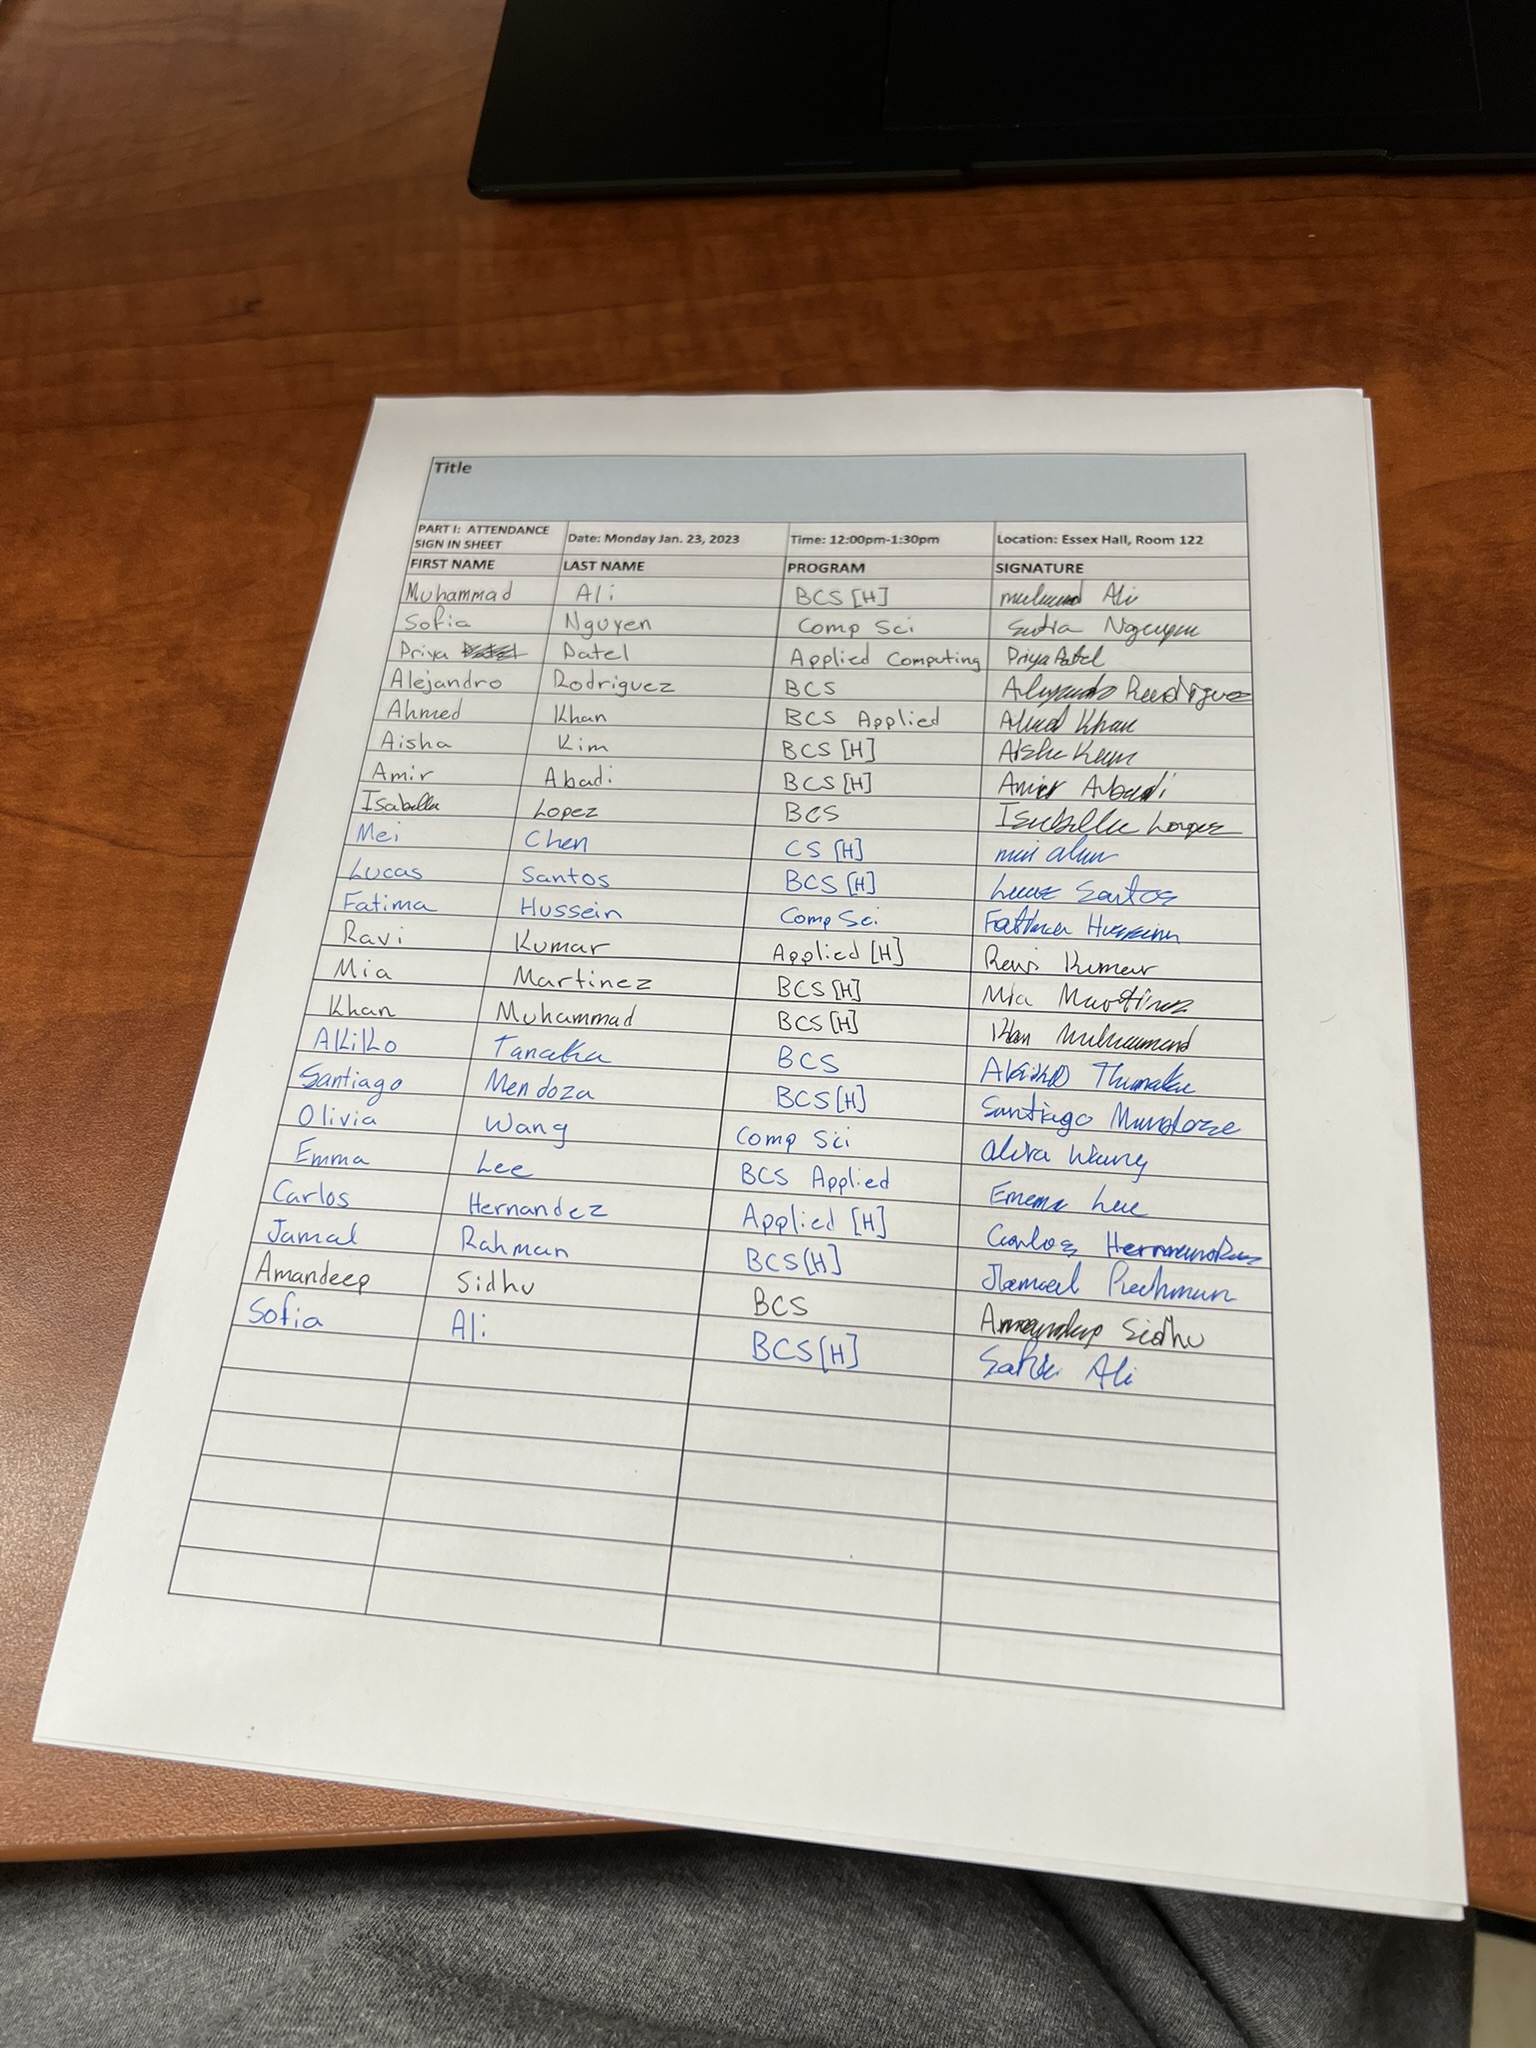 Title
PART I: ATTENDANCE SIGN IN SHEET Date: Monday Jan. 23, 2023 Time: 12:00pm-1:30pm Location: Essex Hall, Room 122
FIRST NAME LAST NAME PROGRAM SIGNATURE
Muhammad Ali BCS [H] Ali
Sofia Nguyen Comp Sci Nguyen
Priya Patel Applied Computing Priya Patel
Alejandro Rodriguez BCS Alejandro Rodriguez
Ahmed Khan BCS Applied Ahmed Khan
Aisha Kim BCS [H] Aisha Kim
Amir Abadi BCS [H] Amir Abadi
Isabella Lopez BCS Isabella Lopez
Mei Chen CS [H]
Lucas Santos BCS [H] Lucas Santos
Fatima Hussein Comp Sci Fatima Hussein
Ravi Kumar Applied [H] Ravi Kumar
Mia Martinez BCS [H] Mia Martinez
Khan Muhammad BCS [H] Khan Muhammad
Akiko Tanaka BCS Akiko Tanaka
Santiago Mendoza BCS [H] Santiago Mendoza
Olivia Wang Comp Sci Olivia Wang
Emma Lee BCS Applied Emma Lee
Carlos Hernandez Applied [H] Carlos Hernandez
Jamal Rahman BCS [H] Jamal Rahman
Amandeep Sidhu BCS Amandeep Sidhu
Sofia Ali BCS [H] Sofia Ali